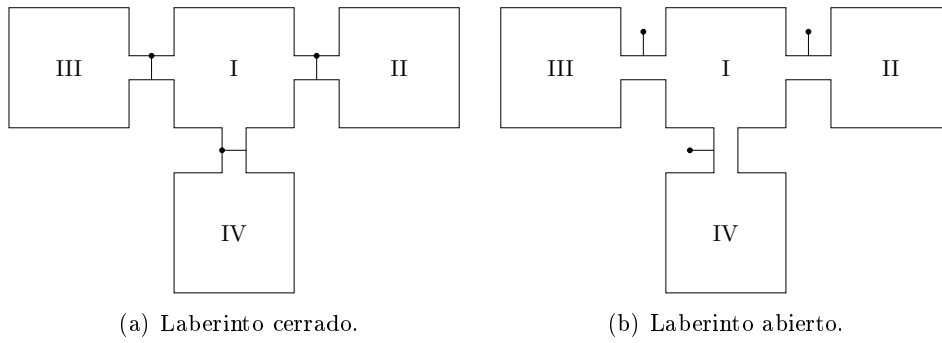 III
I
II
III
I
II
IV
IV
(a) Laberinto cerrado.
(b) Laberinto abierto.